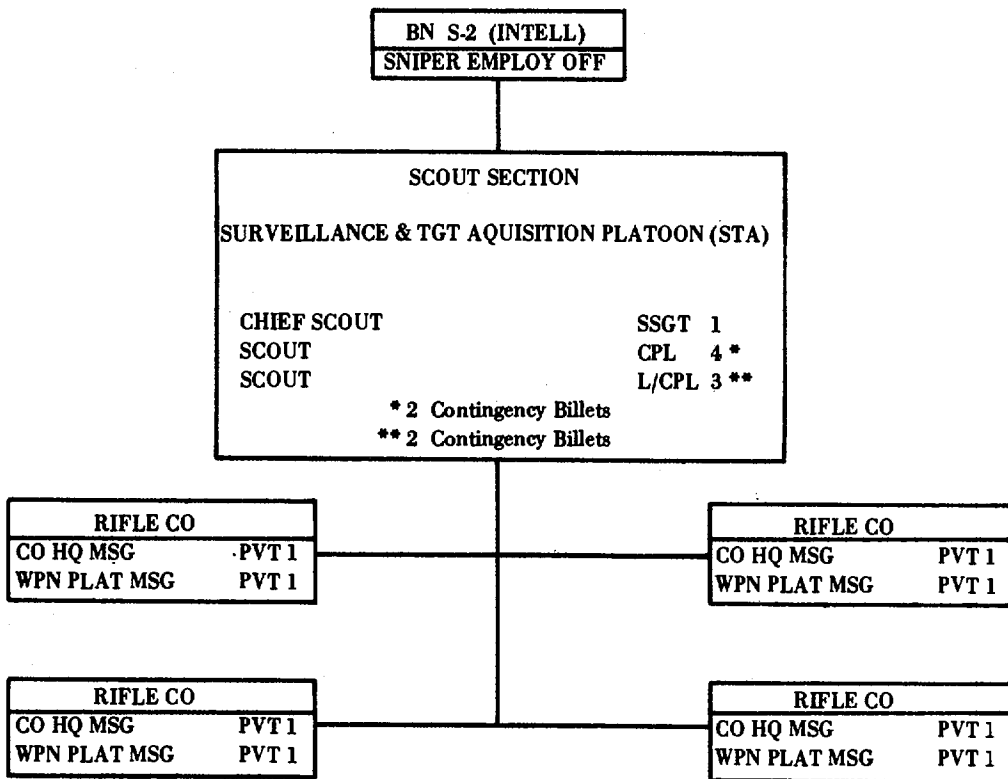 BN S-2 (INTELL)
SNIPER EMPLOY OFF
SCOUT SECTION
SURVEILLANCE & TGT AQUISITION PLATOON (STA)
CHIEF SCOUT SSGT 1
SCOUT CPL 4 *
SCOUT L/CPL 3 **
* 2 Contingency Billets
** 2 Contingency Billets
RIFLE CO
CO HQ MSG PVT 1
WPN PLAT MSG PVT 1
RIFLE CO
CO HQ MSG PVT 1
WPN PLAT MSG PVT 1
RIFLE CO
CO HQ MSG PVT 1
WPN PLAT MSG PVT 1
RIFLE CO
CO HQ MSG PVT 1
WPN PLAT MSG PVT 1